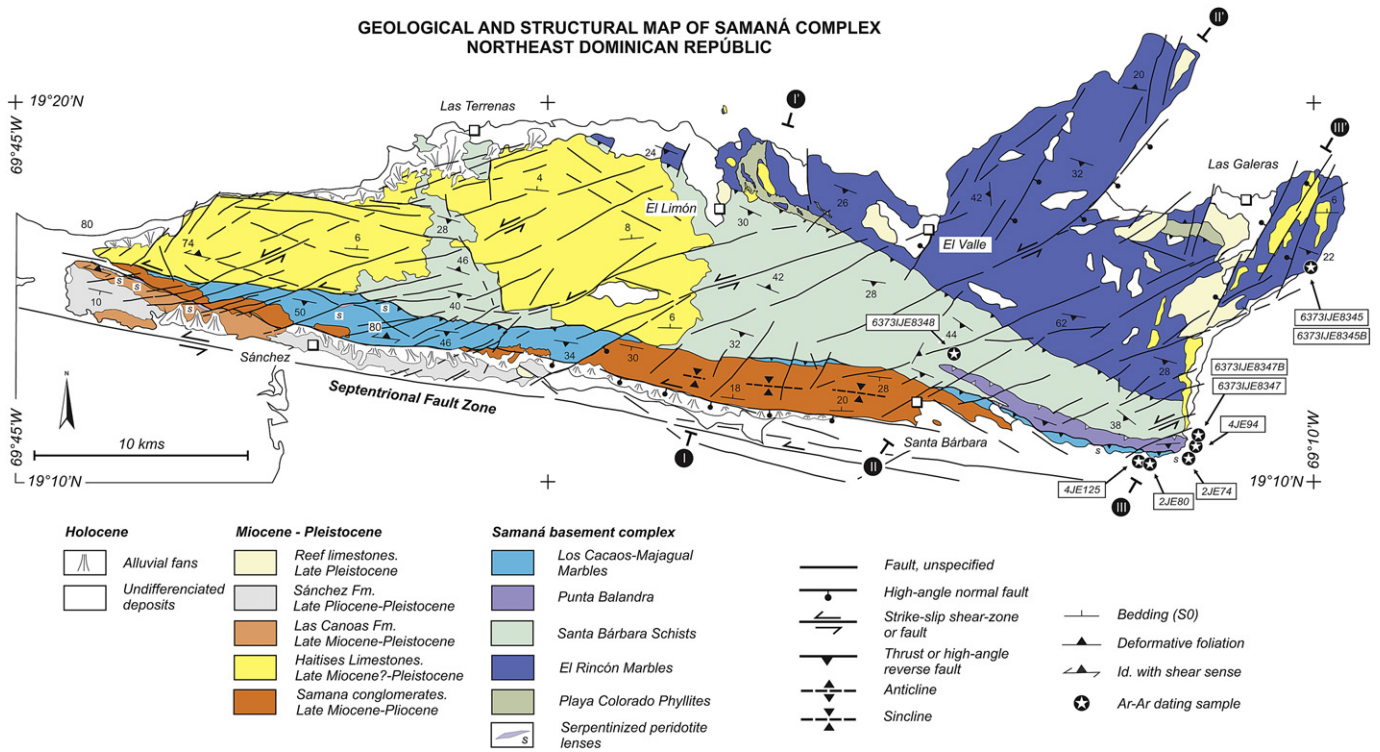 GEOLOGICAL AND STRUCTURAL MAP OF SAMANÁ COMPLEX
NORTHEAST DOMINICAN REPÚBLIC
II'
19°20'N
69°45'W
Las Terrenas
I'
III'
20
24
4
El Limón
30
26
42
32
Las Galeras
6
22
80
74
6
28
8
El Valle
46
42
28
10
S
S
50
S
S
S
80
40
46
34
6
30
32
6373IJE8348
44
62
28
6373IJE8345
6373IJE8345B
6373IJE8347B
6373IJE8347
Sánchez
18
28
20
38
4JE94
N
Septentrional Fault Zone
Santa Bárbara
S
S
69°45'W
10 kms
I
II
III
4JE125
2JE80
2JE74
69°10'W
19°10'N
19°10'N
Holocene
Alluvial fans
Undifferenciated
deposits
Miocene - Pleistocene
Reef limestones.
Late Pleistocene
Sánchez Fm.
Late Pliocene-Pleistocene
Las Canoas Fm.
Late Miocene-Pleistocene
Haitises Limestones.
Late Miocene?-Pleistocene
Samana conglomerates.
Late Miocene-Pliocene
Samaná basement complex
Los Cacaos-Majagual
Marbles
Punta Balandra
Santa Bárbara Schists
El Rincón Marbles
Playa Colorado Phyllites
S
Serpentinized peridotite
lenses
Fault, unspecified
High-angle normal fault
Strike-slip shear-zone
or fault
Thrust or high-angle
reverse fault
Anticline
Sincline
Bedding (S0)
Deformative foliation
Id. with shear sense
Ar-Ar dating sample